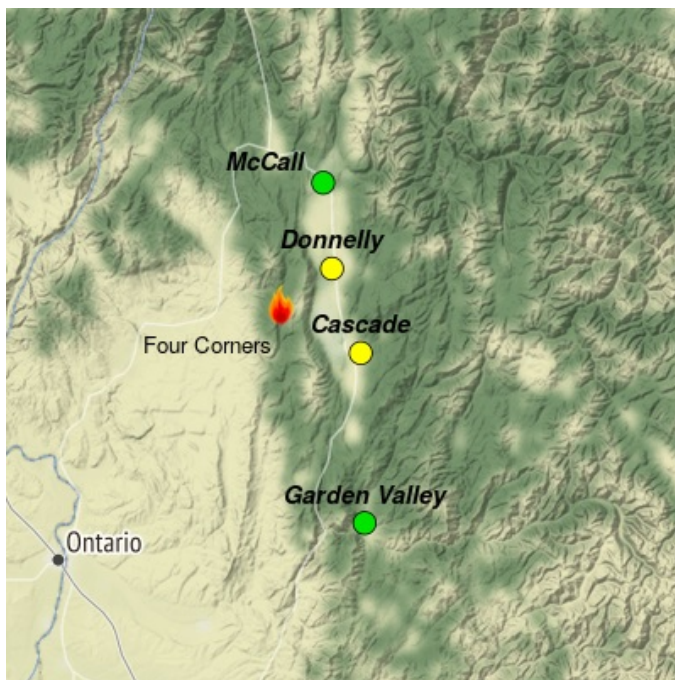 McCall
Donnelly
Cascade
Four Corners
Garden Valley
Ontario